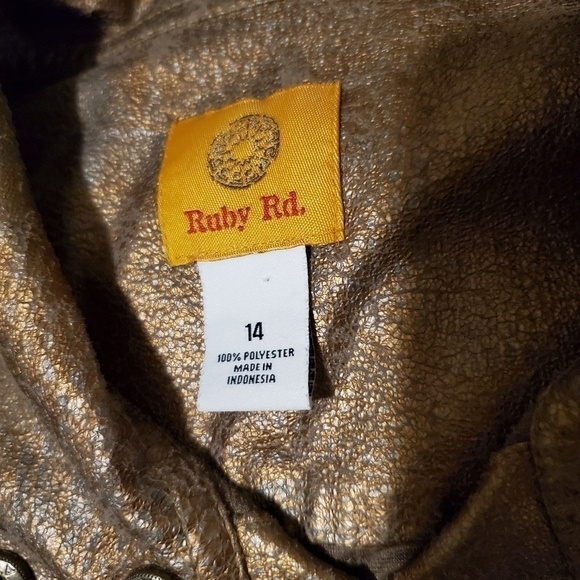 Ruby Rd.
14
100% POLYESTER
MADE IN
INDONESIA